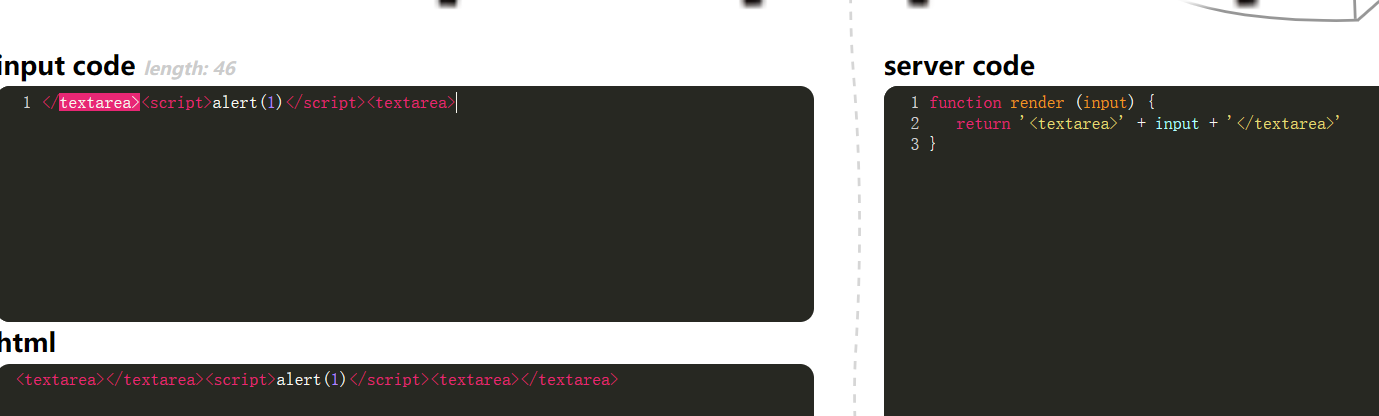 input code length: 46
1 </textarea><script>alert(1)</script><textarea>
html
<textarea></textarea><script>alert(1)</script><textarea></textarea>
server code
1 function render (input) {
2 return '<textarea>' + input + '</textarea>'
3 }